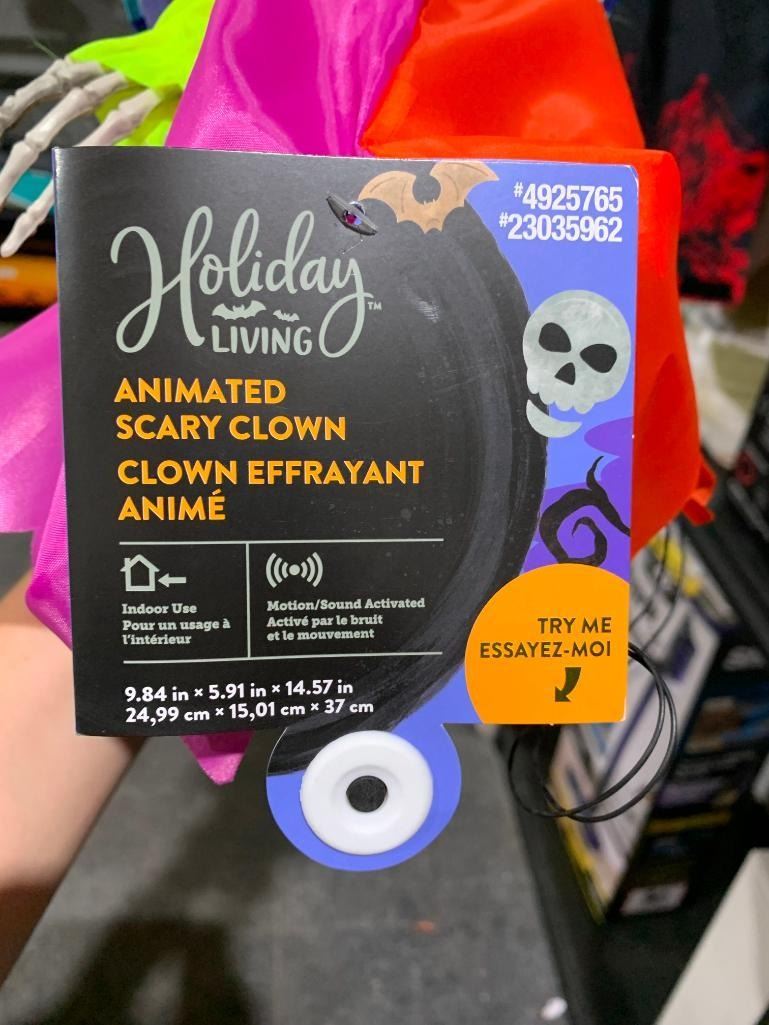 #4925765
#23035962
Holiday™
LIVING
ANIMATED
SCARY CLOWN
CLOWN EFFRAYANT
ANIMÉ
Indoor Use
Pour un usage à
l'intérieur
Motion/Sound Activated
Activé par le bruit
et le mouvement
9.84 in × 5.91 in × 14.57 in
24,99 cm × 15,01 cm × 37 cm
TRY ME
ESSAYEZ-MOI